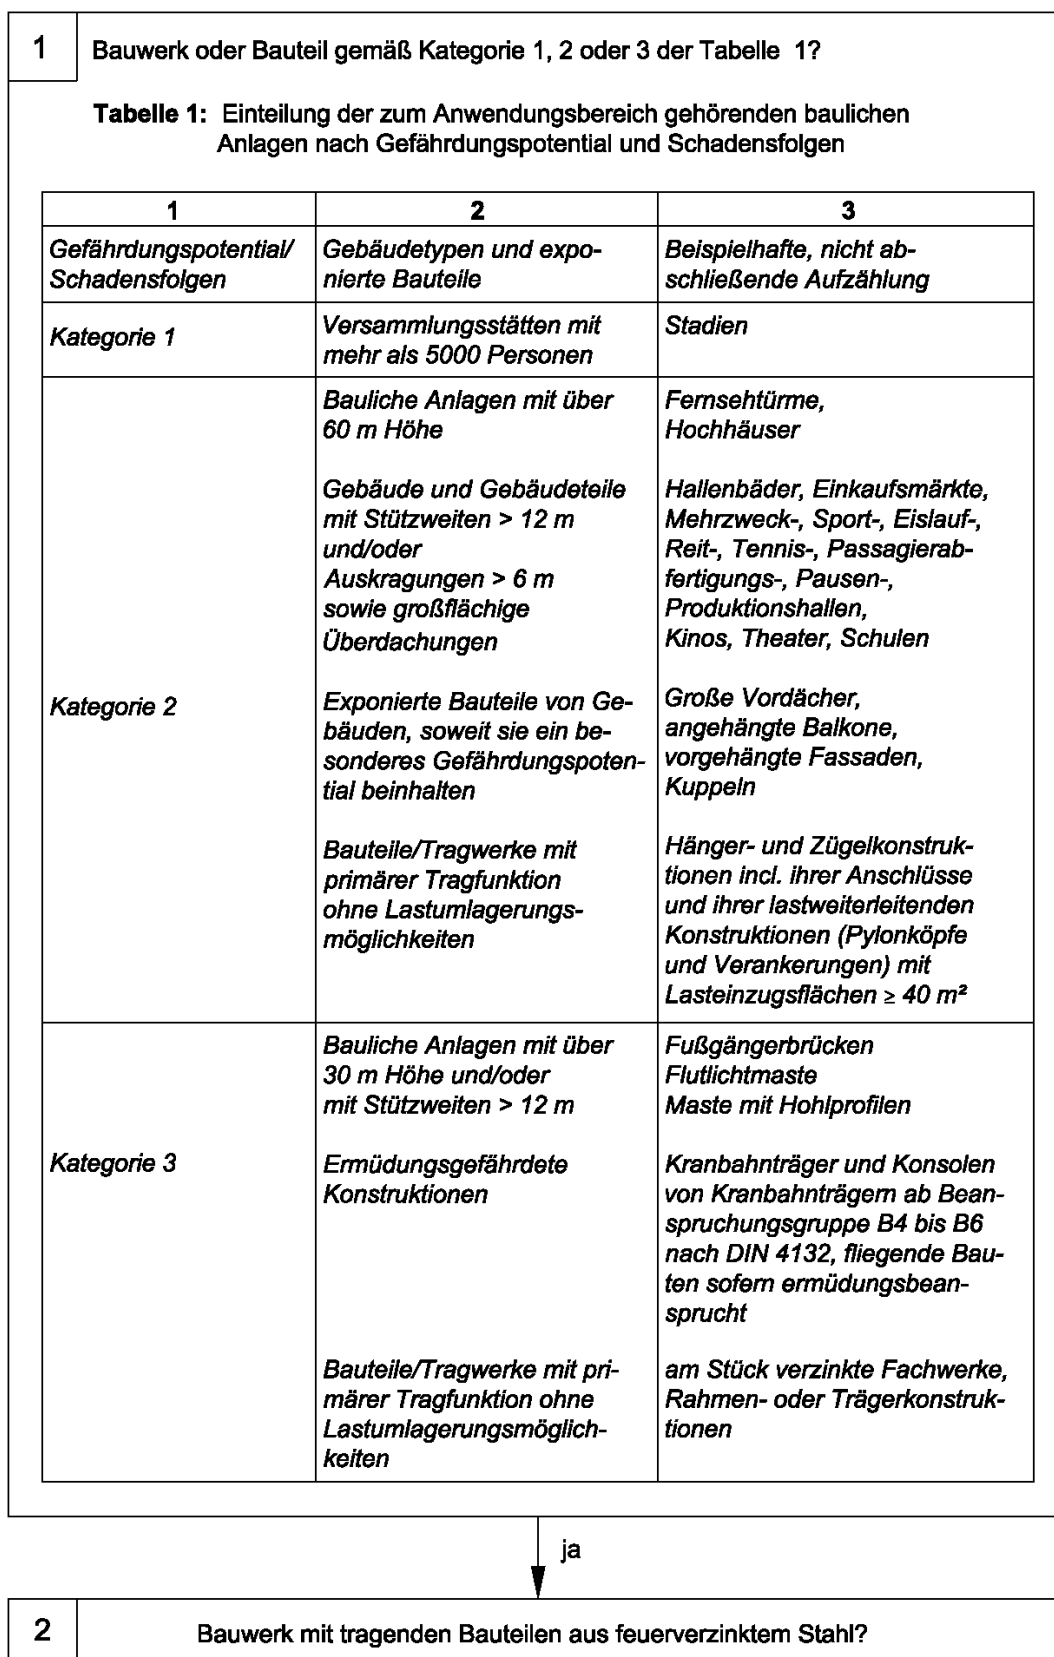 1
Bauwerk oder Bauteil gemäß Kategorie 1, 2 oder 3 der Tabelle 1?
Tabelle 1: Einteilung der zum Anwendungsbereich gehörenden baulichen
Anlagen nach Gefährdungspotential und Schadensfolgen
1
2
3
Gefährdungspotential/
Schadensfolgen
Gebäudetypen und expo-
nierte Bauteile
Beispielhafte, nicht ab-
schließende Aufzählung
Kategorie 1
Versammlungsstätten mit
mehr als 5000 Personen
Stadien
Kategorie 2
Bauliche Anlagen mit über
60 m Höhe
Fernsehtürme,
Hochhäuser
Gebäude und Gebäudeteile
mit Stützweiten > 12 m
und/oder
Auskragungen > 6 m
sowie großflächige
Überdachungen
Hallenbäder, Einkaufsmärkte,
Mehrzweck-, Sport-, Eislauf-,
Reit-, Tennis-, Passagierab-
fertigungs-, Pausen-,
Produktionshallen,
Kinos, Theater, Schulen
Exponierte Bauteile von Ge-
bäuden, soweit sie ein be-
sonderes Gefährdungspoten-
tial beinhalten
Große Vordächer,
angehängte Balkone,
vorgehängte Fassaden,
Kuppeln
Bauteile/Tragwerke mit
primärer Tragfunktion
ohne Lastumlagerungs-
möglichkeiten
Hänger- und Zügelkonstruk-
tionen incl. ihrer Anschlüsse
und ihrer lastweiterleitenden
Konstruktionen (Pylonköpfe
und Verankerungen) mit
Lasteinzugsflächen ≥ 40 m²
Kategorie 3
Bauliche Anlagen mit über
30 m Höhe und/oder
mit Stützweiten > 12 m
Fußgängerbrücken
Flutlichtmaste
Maste mit Hohlprofilen
Ermüdungsgefährdete
Konstruktionen
Kranbahnträger und Konsolen
von Kranbahnträgern ab Bean-
spruchungsgruppe B4 bis B6
nach DIN 4132, fliegende Bau-
ten sofern ermüdungsbean-
sprucht
Bauteile/Tragwerke mit pri-
märer Tragfunktion ohne
Lastumlagerungsmöglich-
keiten
am Stück verzinkte Fachwerke,
Rahmen- oder Trägerkonstruk-
tionen
ja
2
Bauwerk mit tragenden Bauteilen aus feuerverzinktem Stahl?